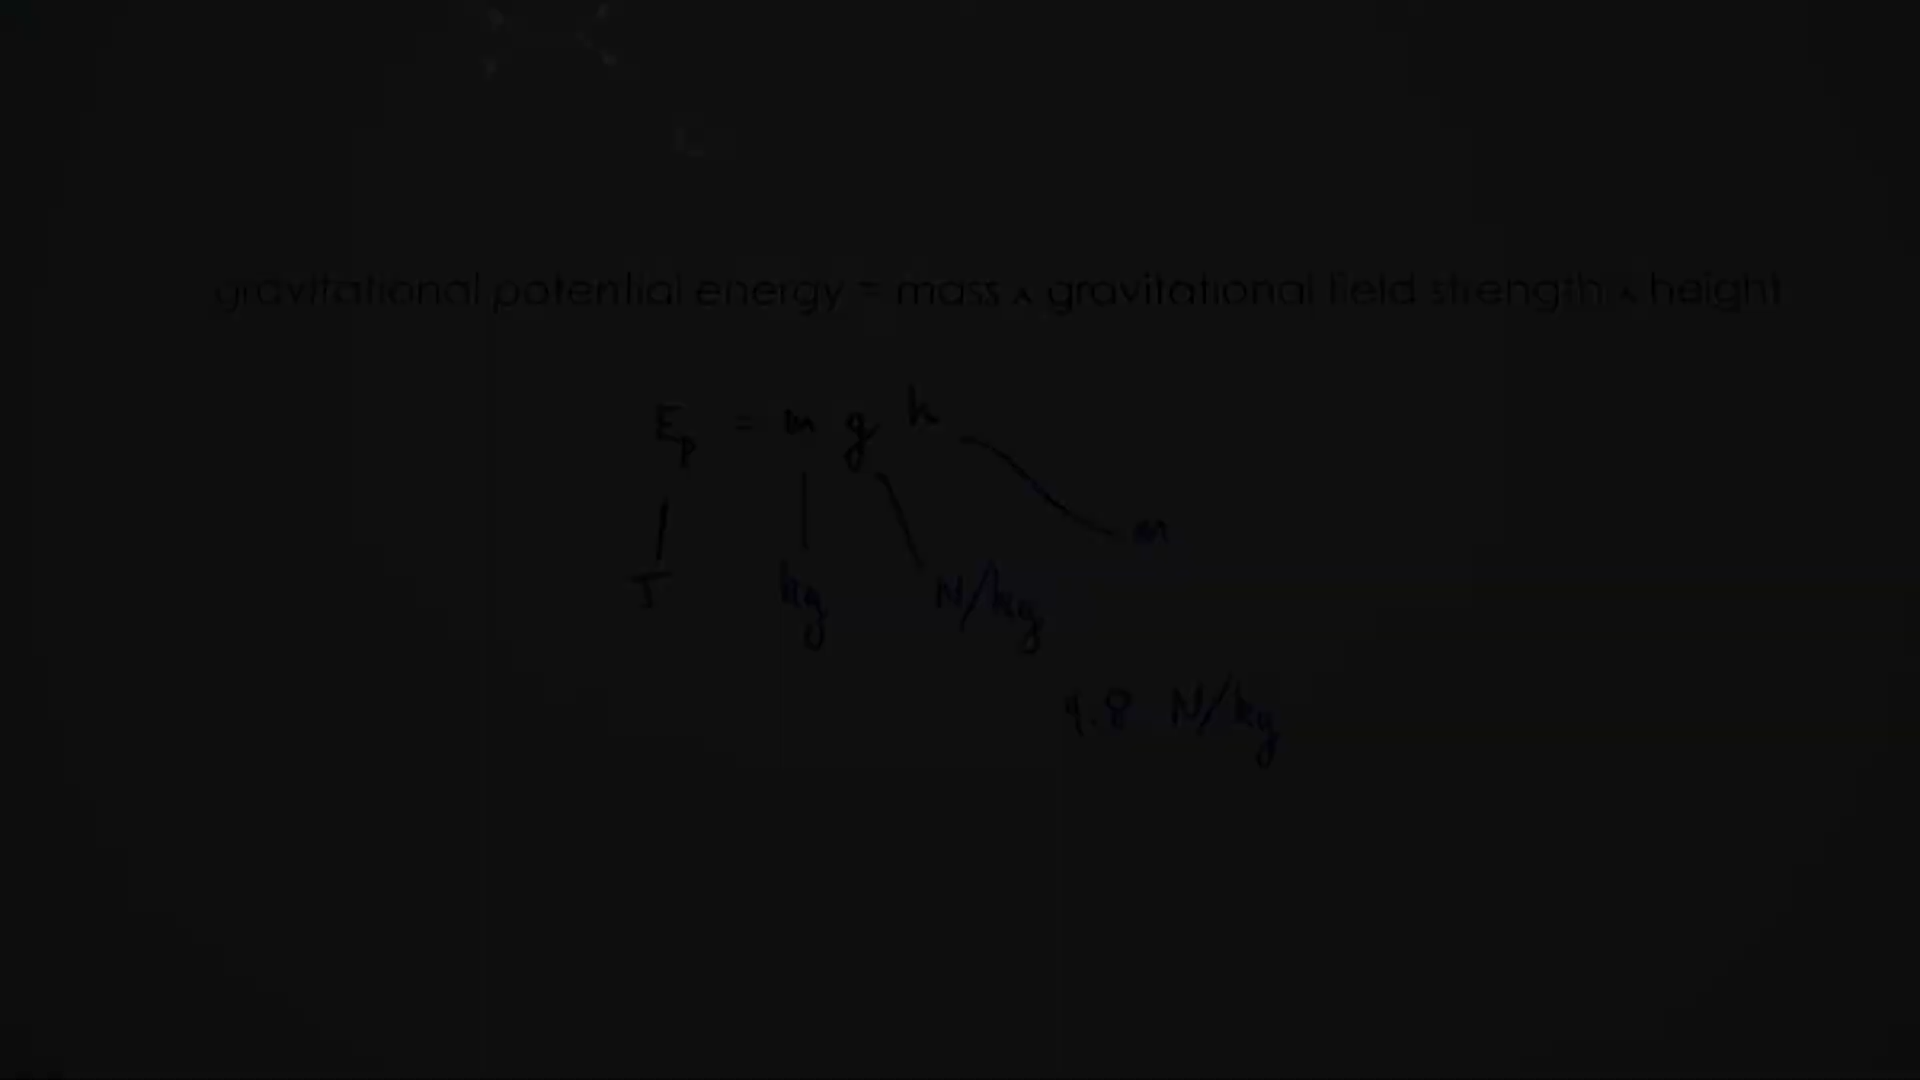 gravitational potential energy = mass x gravitational field strength x height
Ep = m g h
m
J kg N/kg
9.8 N/kg